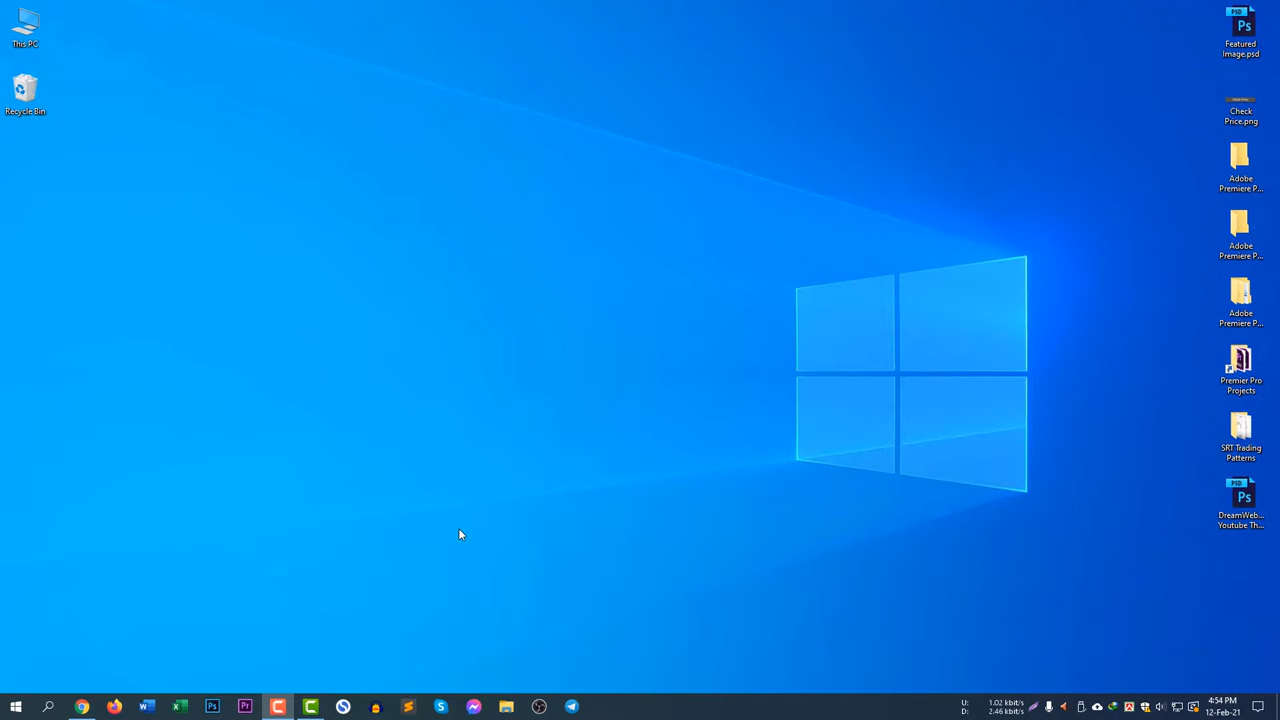 This PC
Recycle Bin
PSD
Ps
Featured
Image.psd
Check
Price.png
Adobe
Premiere P...
Adobe
Premiere P...
Adobe
Premiere P...
Premier Pro
Projects
SRT Trading
Patterns
PSD
Ps
DreamWeb...
Youtube Th...
Ps
Pr
U: 1.02 kbit/s
D: 2.46 kbit/s
4:54 PM
12-Feb-21